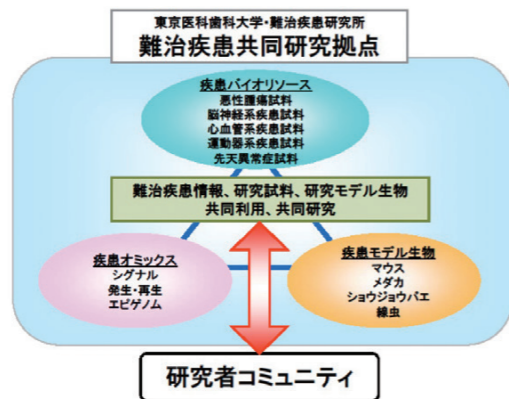 東京医科歯科大学・難治疾患研究所
難治疾患共同研究拠点
疾患バイオリソース
悪性腫瘍試料
脳神経系疾患試料
心血管系疾患試料
運動器系疾患試料
先天異常症試料
難治疾患情報、研究試料、研究モデル生物
共同利用、共同研究
疾患オミックス
シグナル
発生・再生
エピゲノム
疾患モデル生物
マウス
メダカ
ショウジョウバエ
線虫
研究者コミュニティ